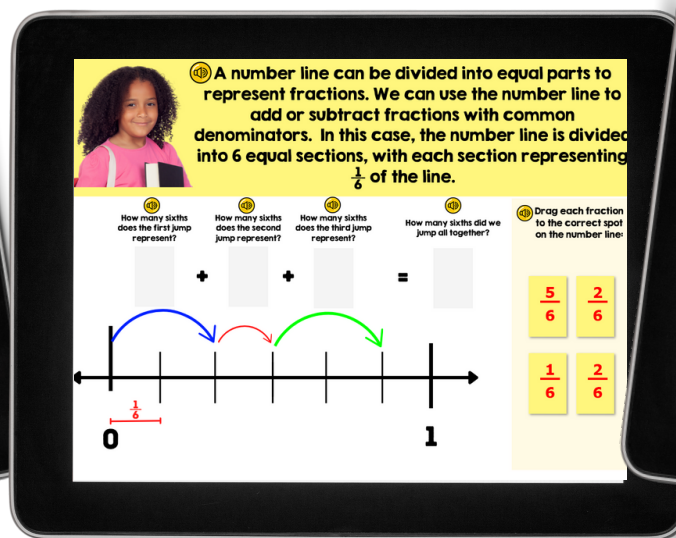 A number line can be divided into equal parts to
represent fractions. We can use the number line to
add or subtract fractions with common
denominators. In this case, the number line is divided
into 6 equal sections, with each section representing
1/6 of the line.
How many sixths
does the first jump
represent?
How many sixths
does the second
jump represent?
How many sixths
does the third jump
represent?
How many sixths did we
jump all together?
+
+
=
Drag each fraction
to the correct spot
on the number line
5/6
2/6
1/6
2/6
1/6
0
1